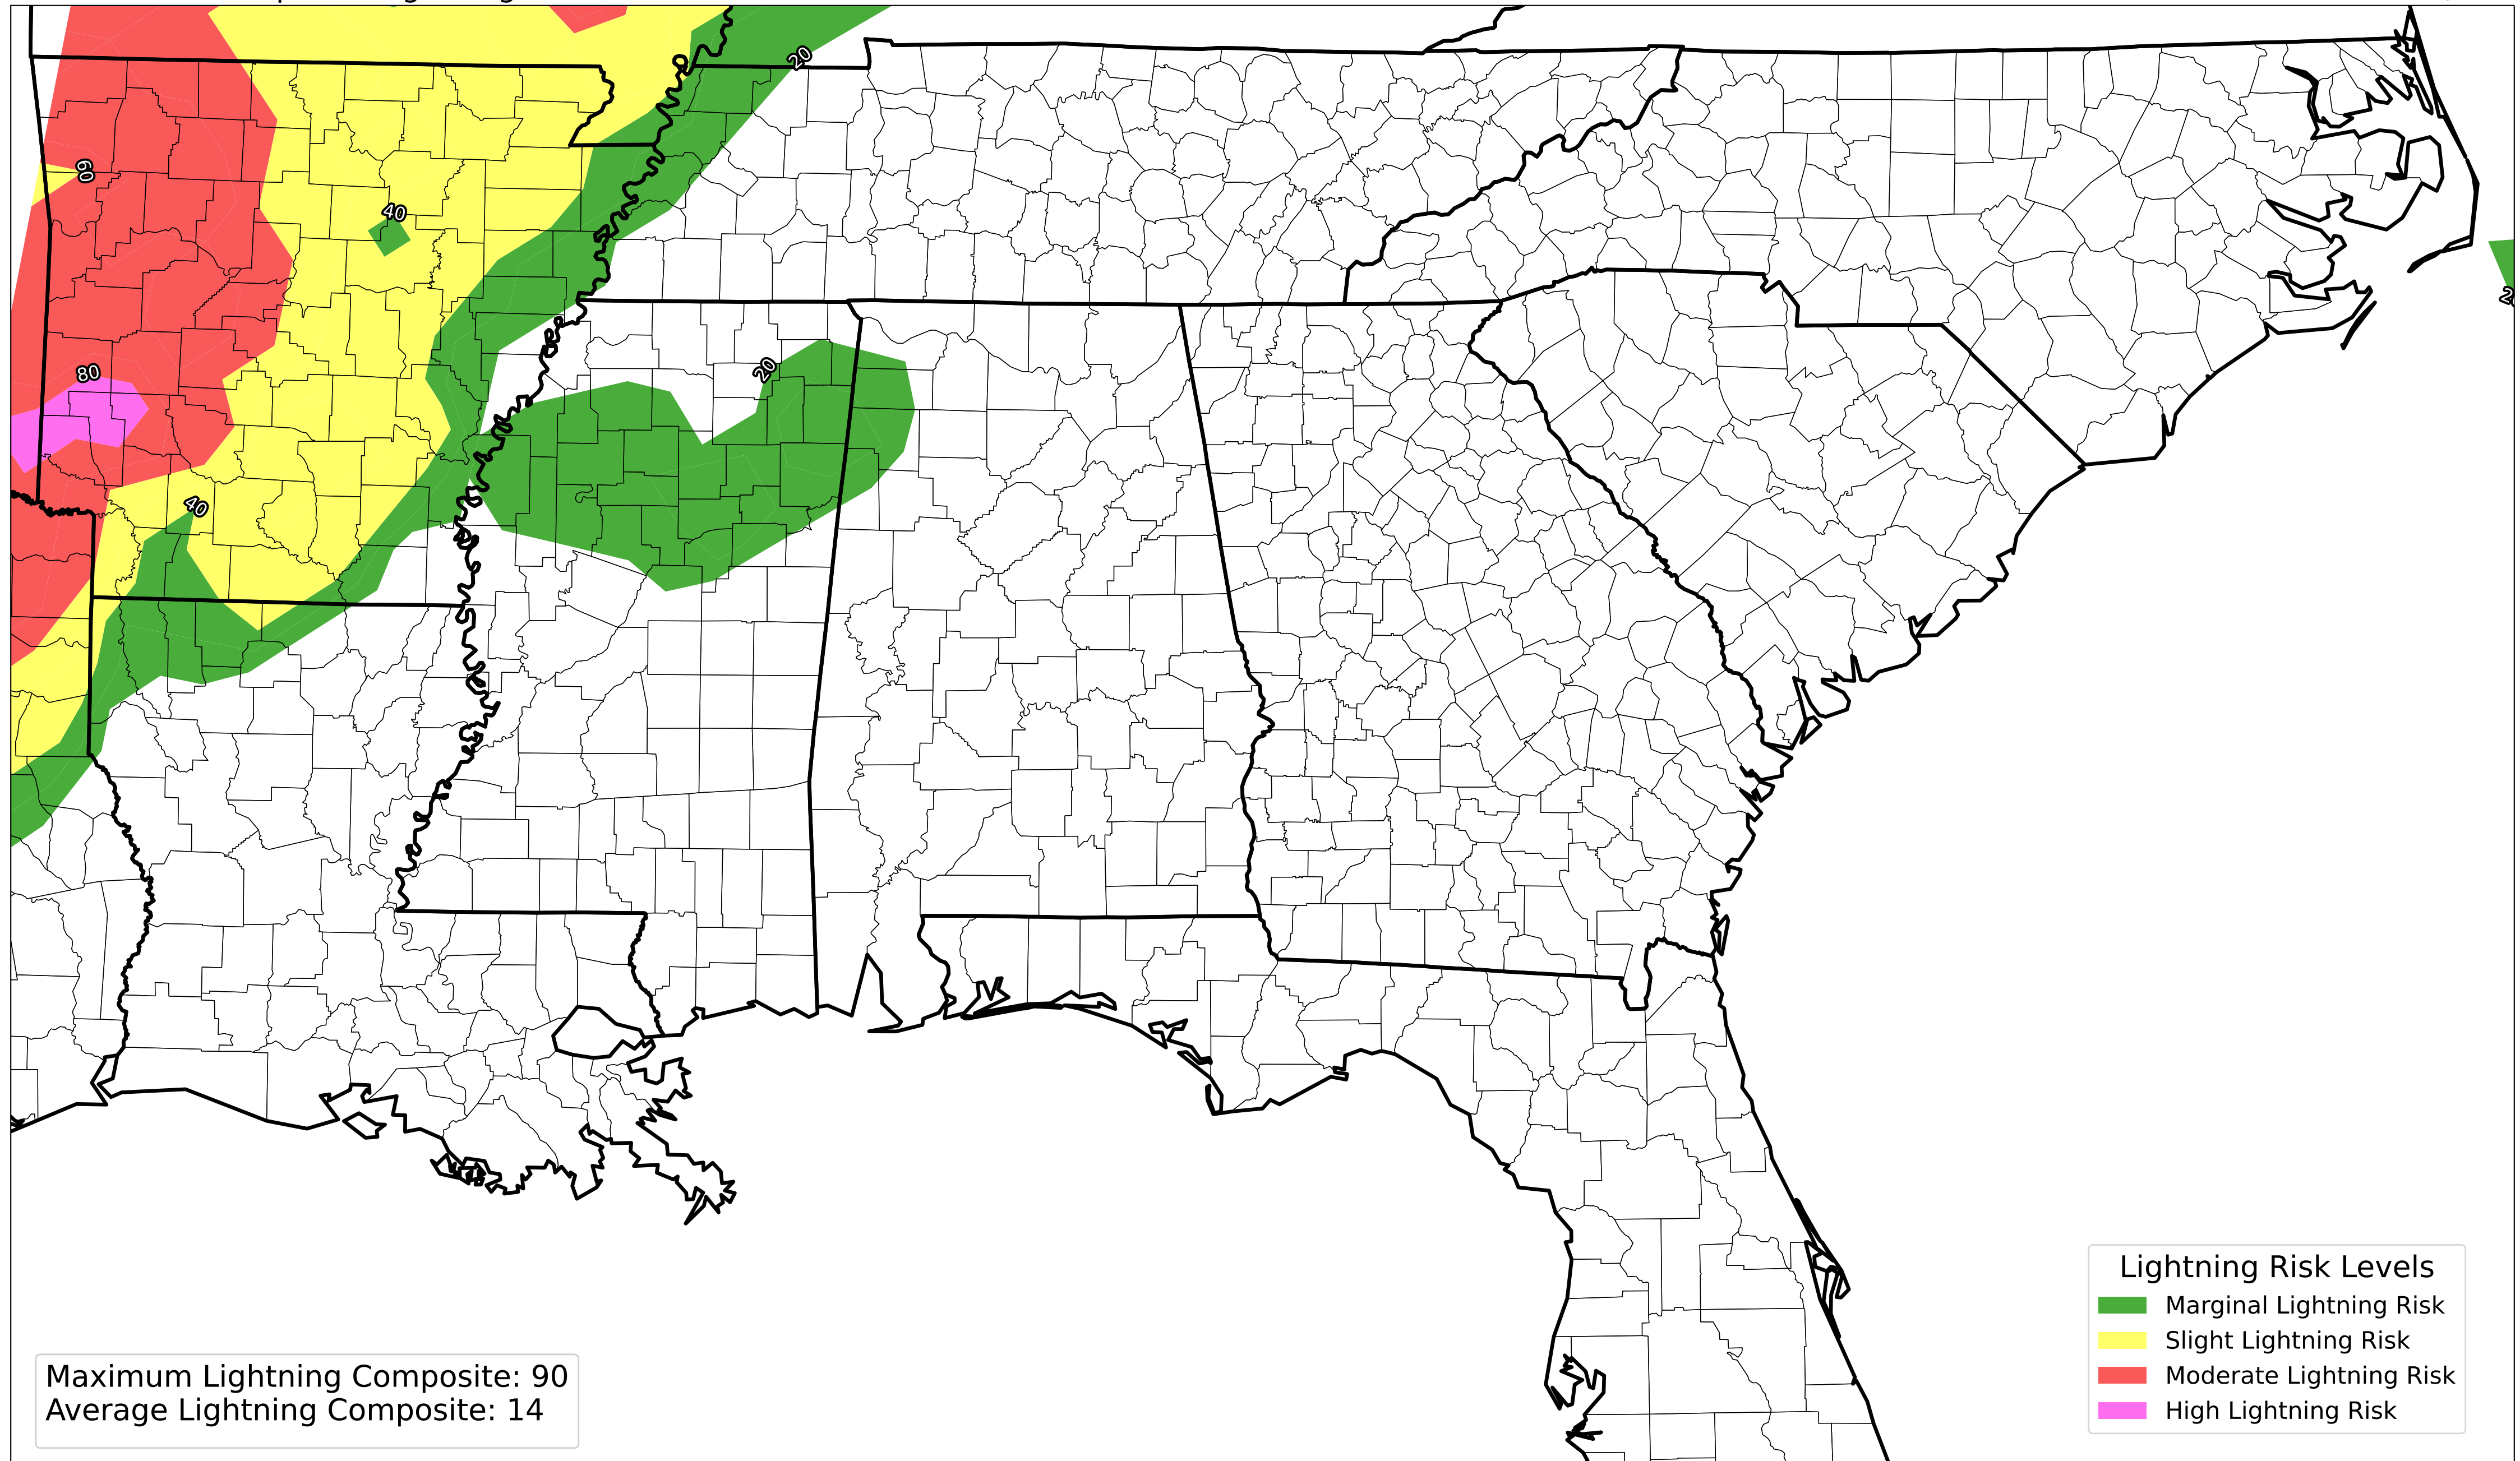 20
60
40
20
80
40
Lightning Risk Levels
Marginal Lightning Risk
Slight Lightning Risk
Moderate Lightning Risk
High Lightning Risk
Maximum Lightning Composite: 90
Average Lightning Composite: 14